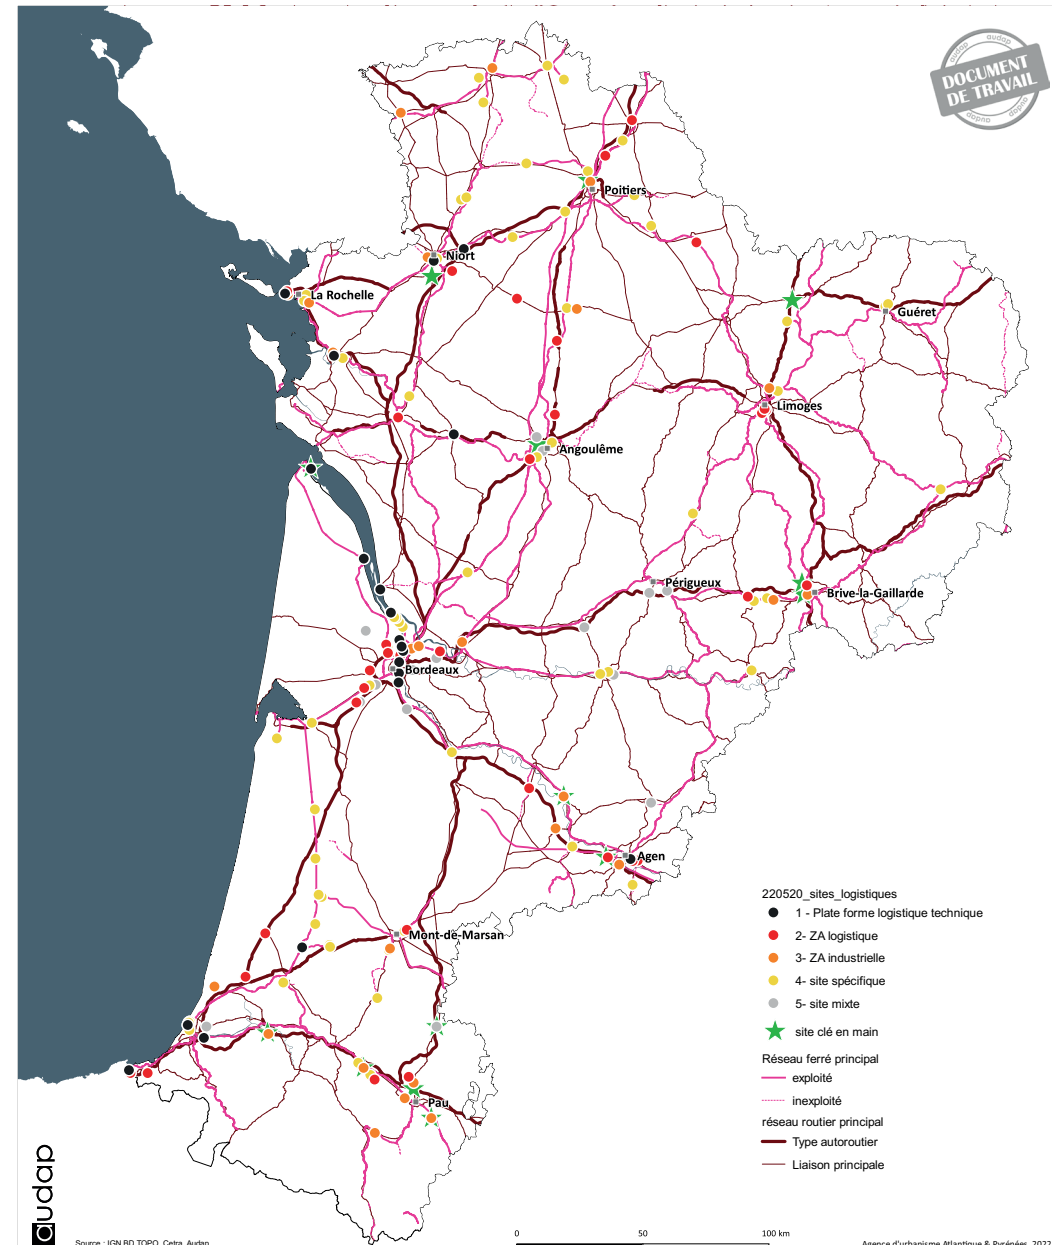 audap
DOCUMENT
DE TRAVAIL
audap
audap
Poitiers
Niort
La Rochelle
Guéret
Limoges
Angoulême
Périgueux
Brive-la-Gaillarde
Bordeaux
Agen
Mont-de-Marsan
Pau
220520_sites_logistiques
1 - Plate forme logistique technique
2- ZA logistique
3- ZA industrielle
4- site spécifique
5- site mixte
site clé en main
Réseau ferré principal
exploité
inexploité
réseau routier principal
Type autoroutier
Liaison principale
audap
0 50 100 km
Source : IGN BD TOPO, Cetra, Audap
Agence d'urbanisme Atlantique & Pyrénées, 2022